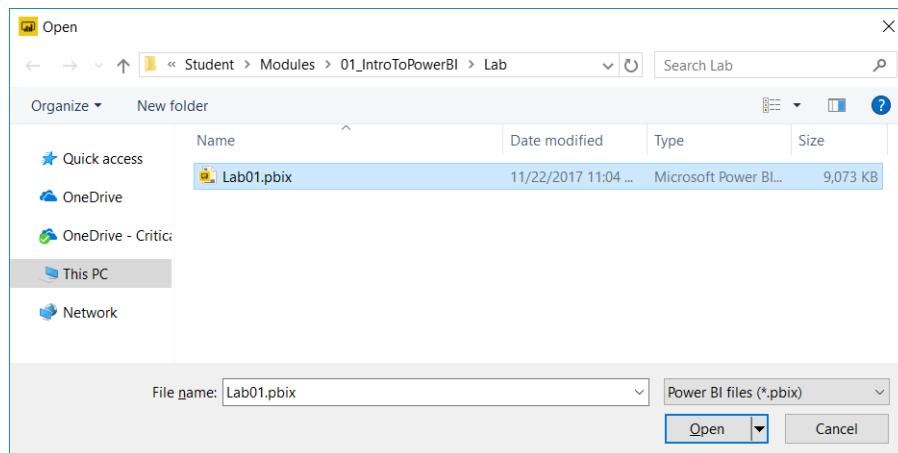 Open
« Student > Modules > 01_IntroToPowerBI > Lab
Search Lab
Organize
New folder
?
Name
Date modified
Type
Size
Quick access
OneDrive
OneDrive - Critica
This PC
Network
Lab01.pbix
11/22/2017 11:04 ...
Microsoft Power BI...
9,073 KB
File name:
Lab01.pbix
Power BI files (*.pbix)
Open
Cancel